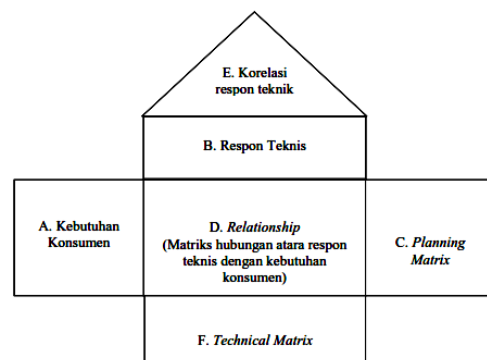 E. Korelasi
respon teknik
B. Respon Teknis
A. Kebutuhan
Konsumen
D. Relationship
(Matriks hubungan atara respon
teknis dengan kebutuhan
konsumen)
C. Planning
Matrix
F. Technical Matrix